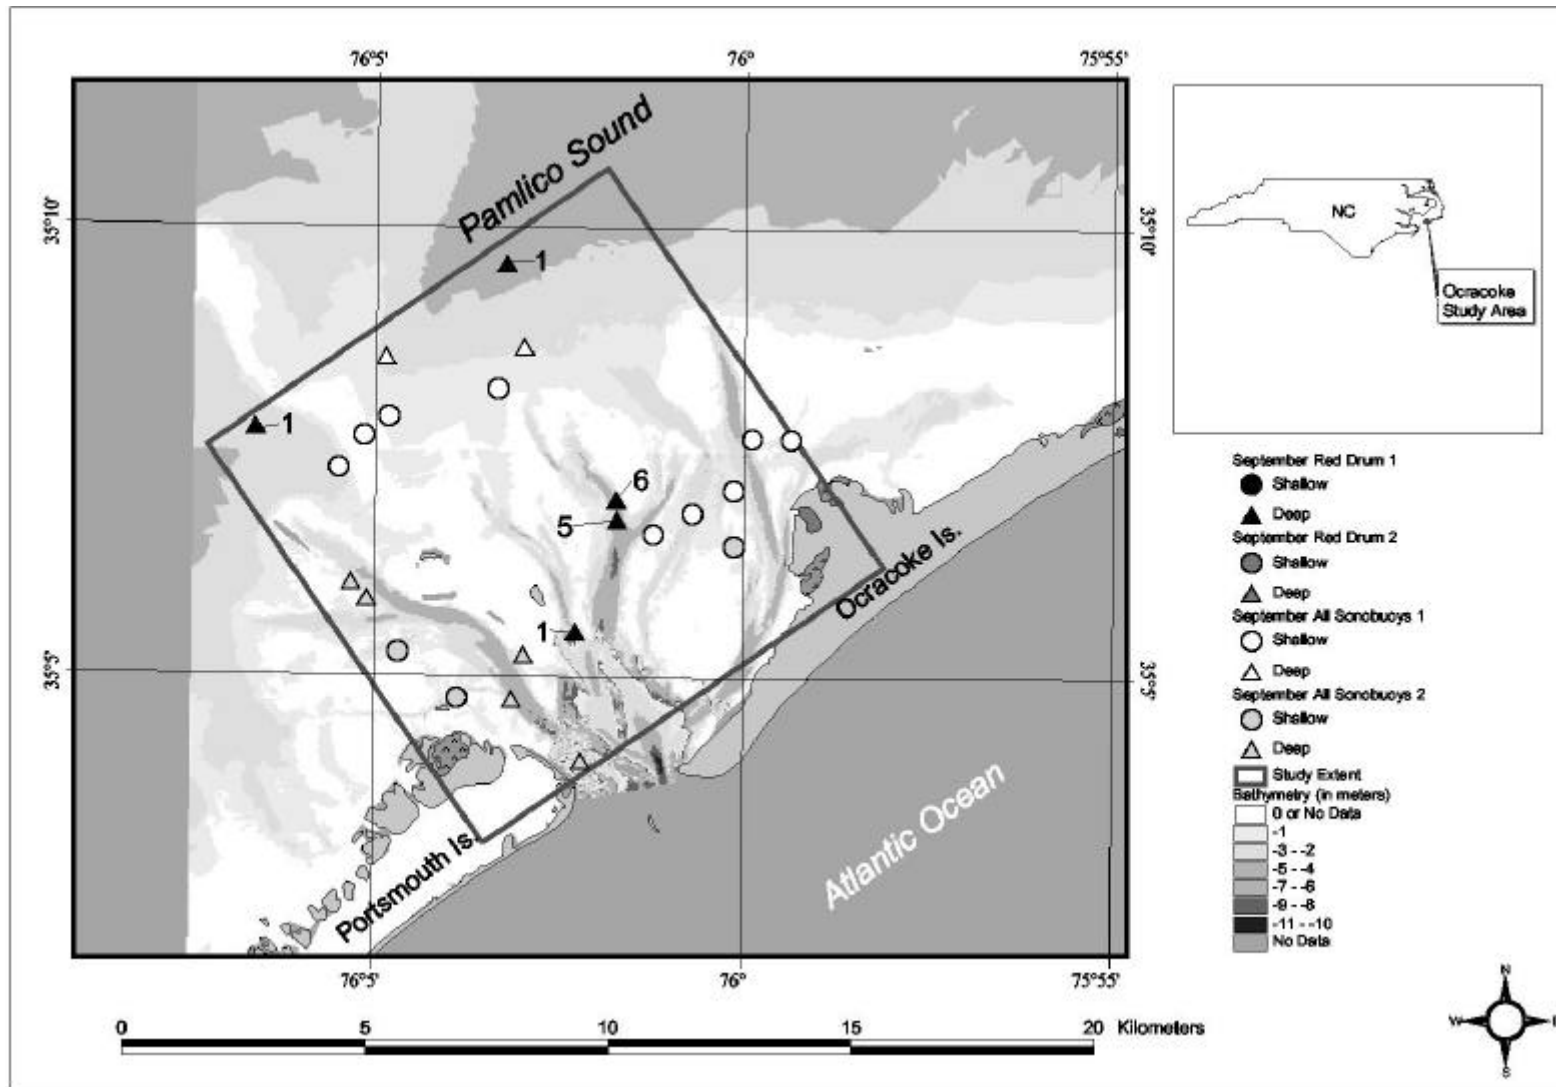 76°5'
76°
75°55'
35°10'
35°10'
Pamlico Sound
1
1
6
5
1
Ocracoke Is.
35°5'
35°5'
Portsmouth Is.
Atlantic Ocean
76°5'
76°
75°55'
0
5
10
15
20 Kilometers
NC
Ocracoke
Study Area
September Red Drum 1
Shallow
Deep
September Red Drum 2
Shallow
Deep
September All Sonobuoys 1
Shallow
Deep
September All Sonobuoys 2
Shallow
Deep
Study Extent
Bathymetry (in meters)
0 or No Data
-1
-3 - -2
-5 - -4
-7 - -6
-9 - -8
-11 - -10
No Data
N
W
E
S